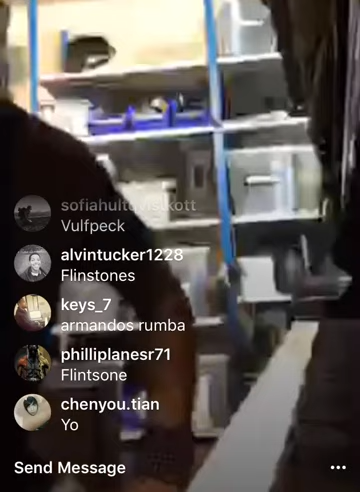 Vulfpeck
alvintucker1228
Flinstones
keys_7
armandos rumba
philliplanesr71
Flintsone
chenyou.tian
Yo
Send Message